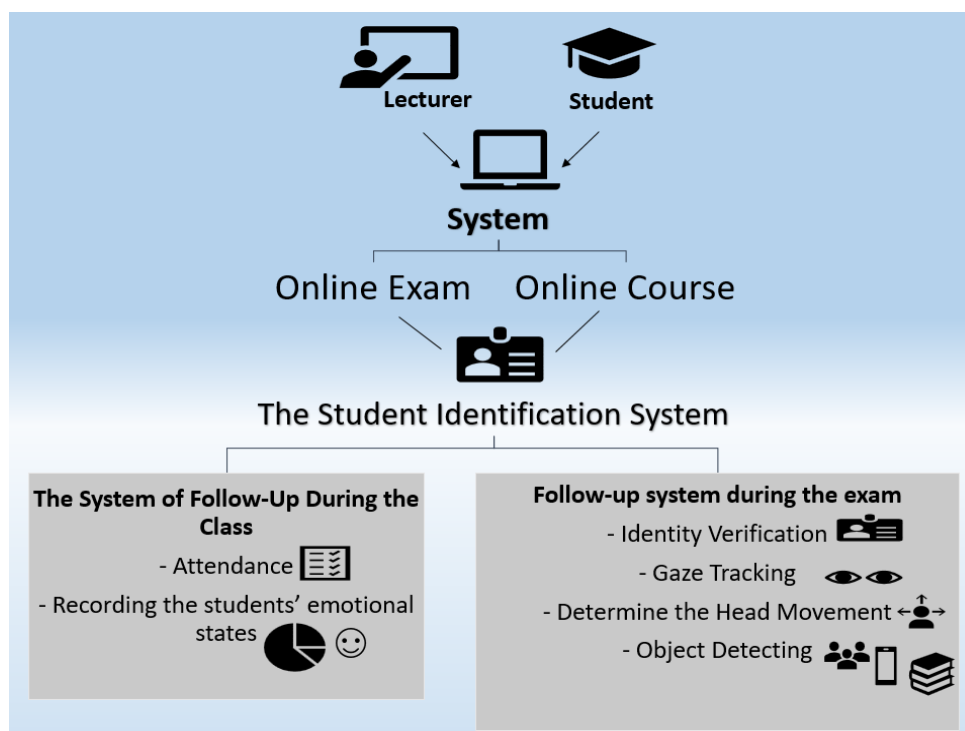 Lecturer
Student
System
Online Exam
Online Course
The Student Identification System
The System of Follow-Up During the
Class
- Attendance
- Recording the students’ emotional
states
Follow-up system during the exam
- Identity Verification
- Gaze Tracking
- Determine the Head Movement
- Object Detecting